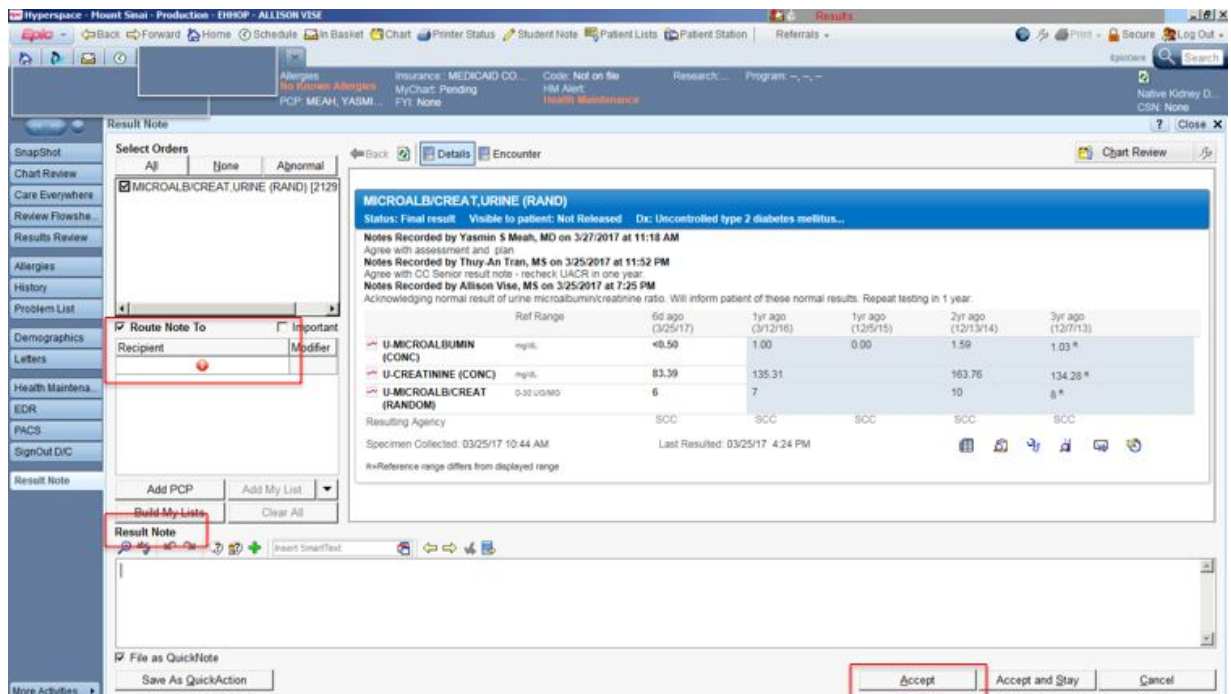 Hyperspace - Mount Sinai - Production - EHHOP - ALLISON VISE
Results
Epic Back Forward Home Schedule In Basket Chart Printer Status Student Note Patient Lists Patient Station Referrals Print Secure Log Out
Search
Allergies Insurance: MEDICAID CO... Code: Not on file Research:... Program: –, –, –
No Known Allergies MyChart: Pending HM Alert:
PCP: MEAH, YASMI... FYI: None Health Maintenance
Native Kidney D...
CSN: None
Result Note ? Close X
SnapShot
Chart Review
Care Everywhere
Review Flowshe...
Results Review
Allergies
History
Problem List
Demographics
Letters
Health Maintena...
EDR
PACS
SignOut D/C
Result Note
More Activities
Select Orders
All None Abnormal
MICROALB/CREAT,URINE (RAND) [2129
Route Note To Important
Recipient Modifier
Add PCP Add My List
Build My Lists Clear All
Back Details Encounter Chart Review
MICROALB/CREAT,URINE (RAND)
Status: Final result Visible to patient: Not Released Dx: Uncontrolled type 2 diabetes mellitus...
Notes Recorded by Yasmin S Meah, MD on 3/27/2017 at 11:18 AM
Agree with assessment and plan
Notes Recorded by Thuy-An Tran, MS on 3/25/2017 at 11:52 PM
Agree with CC Senior result note - recheck UACR in one year.
Notes Recorded by Allison Vise, MS on 3/25/2017 at 7:25 PM
Acknowledging normal result of urine microalbumin/creatinine ratio. Will inform patient of these normal results. Repeat testing in 1 year.
Ref Range 6d ago 1yr ago 1yr ago 2yr ago 3yr ago
(3/25/17) (3/12/16) (12/5/15) (12/13/14) (12/7/13)
U-MICROALBUMIN mg/dL <0.50 1.00 0.00 1.59 1.03 R
(CONC)
U-CREATININE (CONC) mg/dL 83.39 135.31 163.76 134.28 R
U-MICROALB/CREAT 0-30 UG/MG 6 7 10 8 R
(RANDOM)
Resulting Agency SCC SCC SCC SCC SCC
Specimen Collected: 03/25/17 10:44 AM Last Resulted: 03/25/17 4:24 PM
R=Reference range differs from displayed range
Result Note
Insert SmartText
File as QuickNote
Save As QuickAction Accept Accept and Stay Cancel